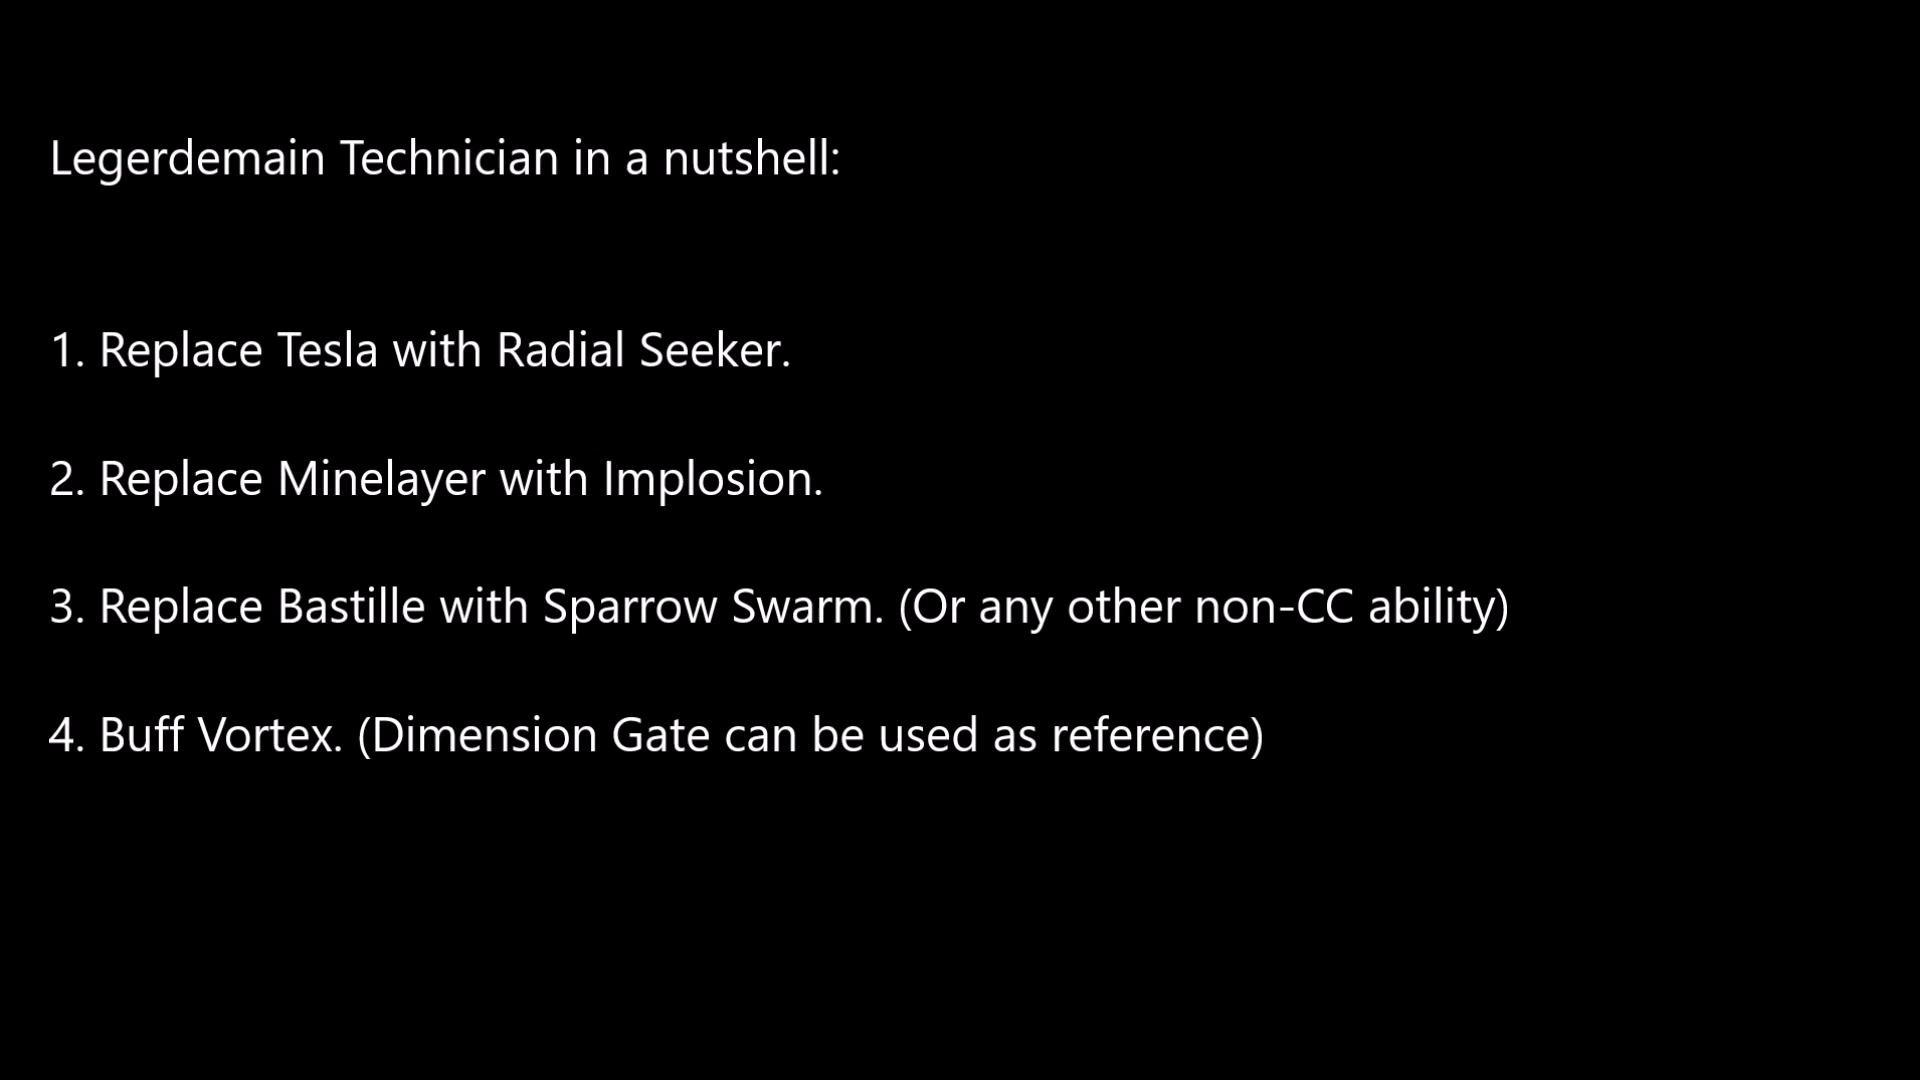 Legerdemain Technician in a nutshell:
1. Replace Tesla with Radial Seeker.
2. Replace Minelayer with Implosion.
3. Replace Bastille with Sparrow Swarm. (Or any other non-CC ability)
4. Buff Vortex. (Dimension Gate can be used as reference)